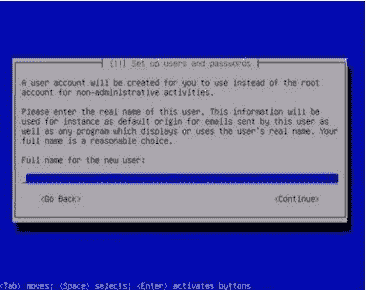 [!!] Set up users and passwords
A user account will be created for you to use instead of the root
account for non-administrative activities.
Please enter the real name of this user. This information will be
used for instance as default origin for emails sent by this user as
well as any program which displays or uses the user's real name. Your
full name is a reasonable choice.
Full name for the new user:
<Go Back> <Continue>
<Tab> moves; <Space> selects; <Enter> activates buttons